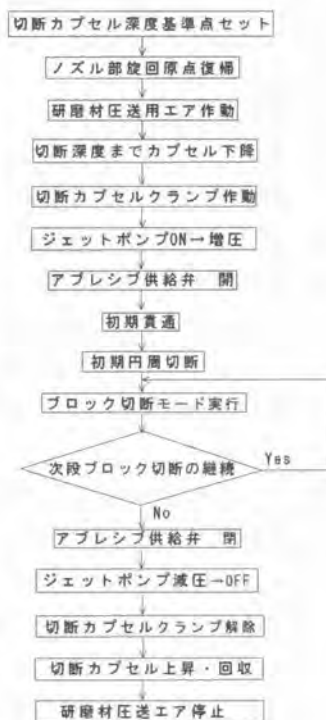 切断カプセル深度基準点セット
ノズル部旋回原点復帰
研磨材圧送用エア作動
切断深度までカプセル下降
切断カプセルクランプ作動
ジェットポンプON→増圧
アブレシブ供給弁 開
初期貫通
初期円周切断
ブロック切断モード実行
次段ブロック切断の継続
Yes
No
アブレシブ供給弁 閉
ジェットポンプ減圧→OFF
切断カプセルクランプ解除
切断カプセル上昇・回収
研磨材圧送エア停止